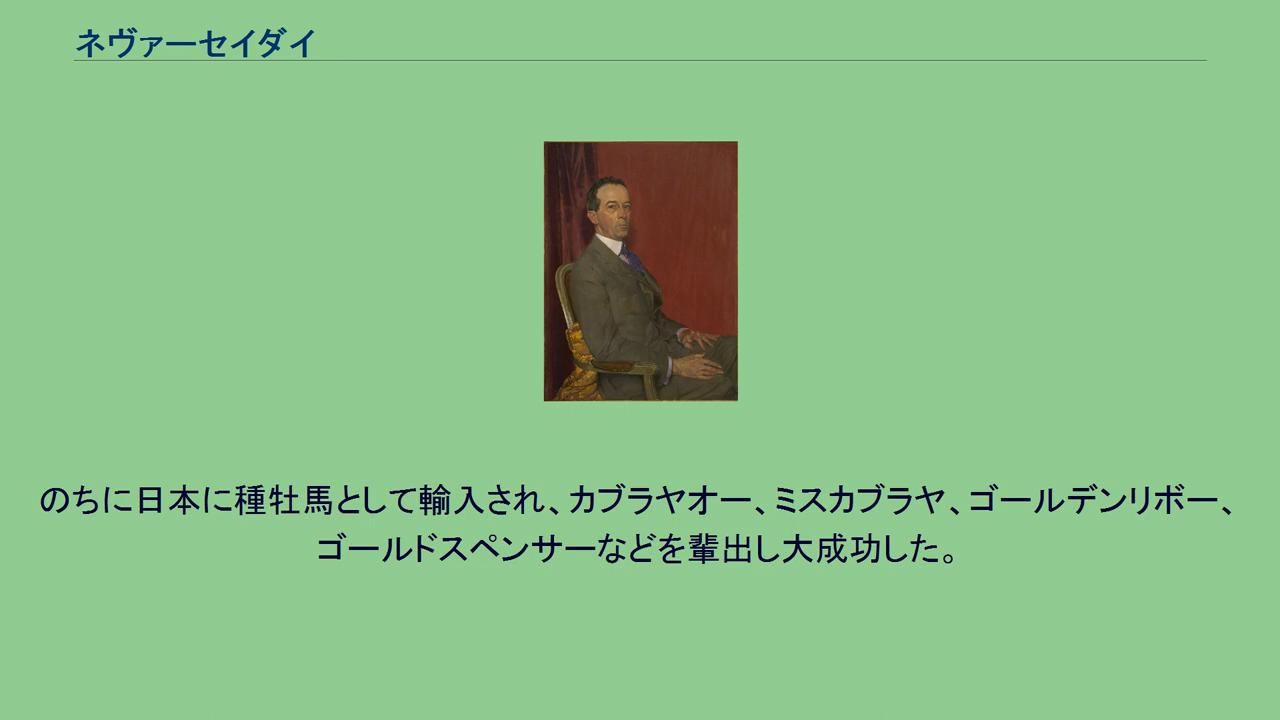 ネヴァーセイダイ
のちに日本に種牡馬として輸入され、カブラヤオー、ミスカブラヤ、ゴールデンリボー、
ゴールドスペンサーなどを輩出し大成功した。